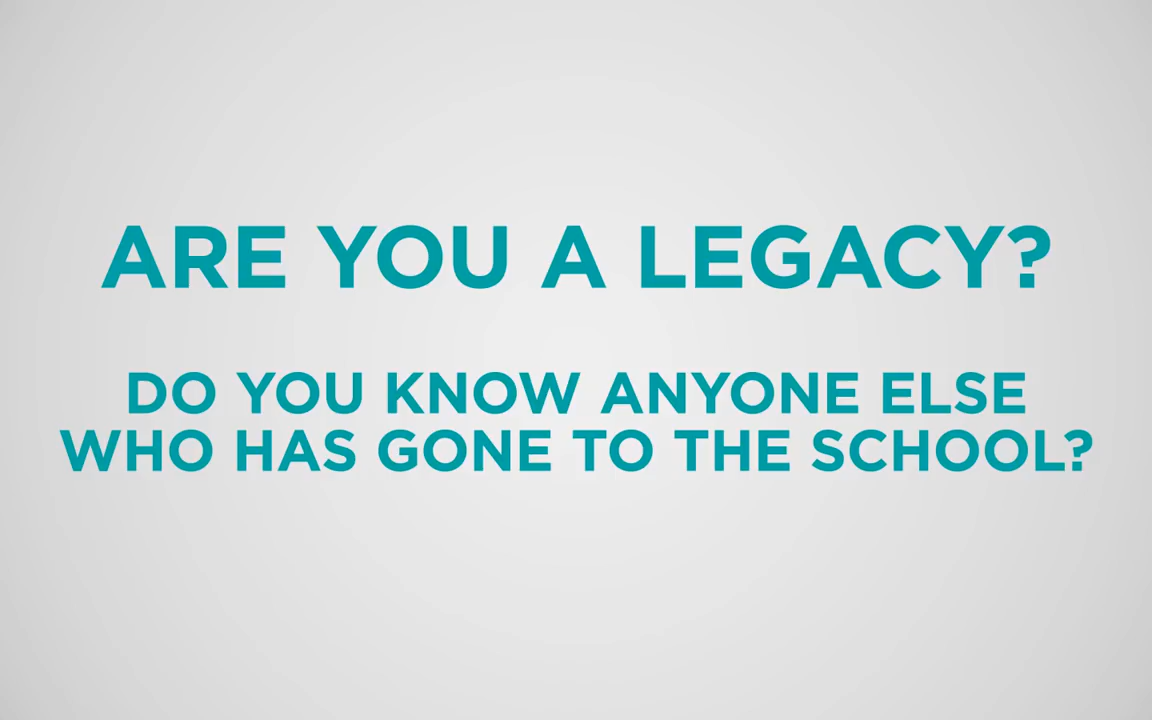 ARE YOU A LEGACY?
DO YOU KNOW ANYONE ELSE
WHO HAS GONE TO THE SCHOOL?